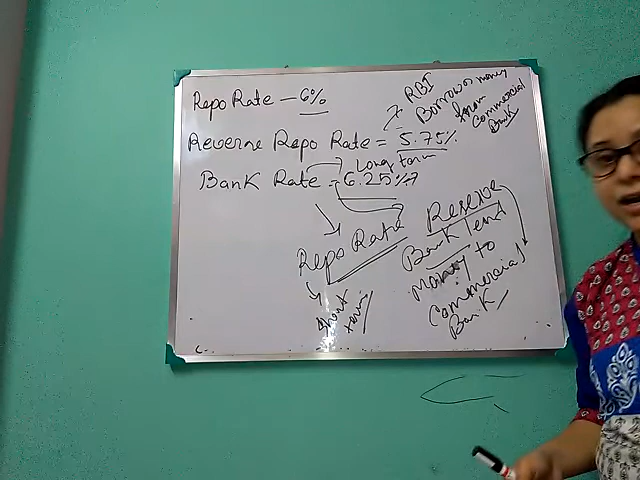 Repo Rate - 6%
Reverse Repo Rate = 5.75%
RBI
Borrows money
from
Commercial
Bank
Long term
Bank Rate = 6.25%
Repo Rate
Short
term
Reserve
Bank lend
money to
Commercial
Bank